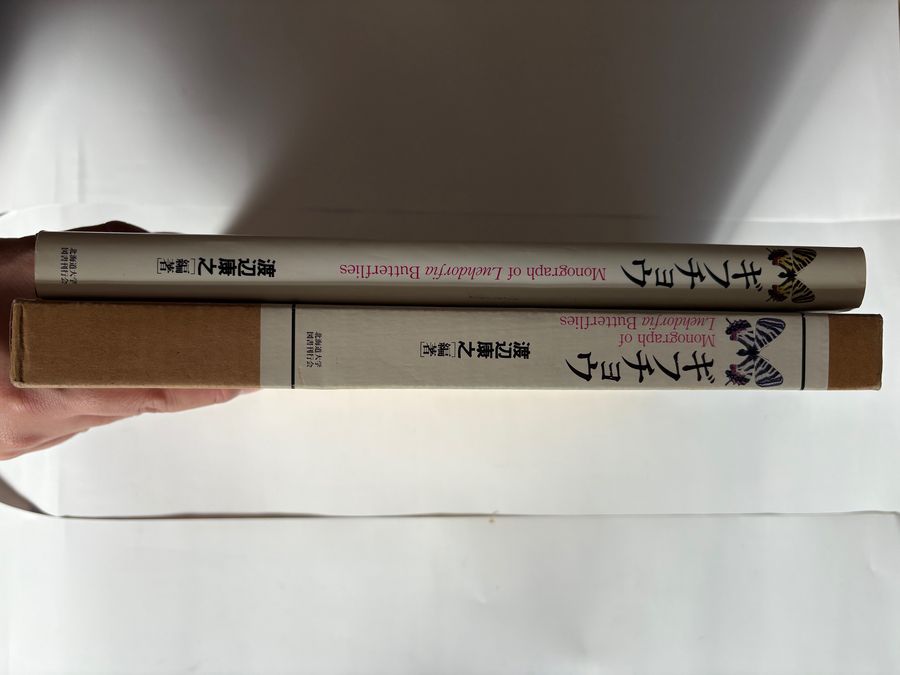 ギフチョウ
Monograph of Luehdorfia Butterflies
渡辺康之[編著]
北海道大学
図書刊行会
ギフチョウ
Monograph of
Luehdorfia Butterflies
渡辺康之[編著]
北海道大学
図書刊行会